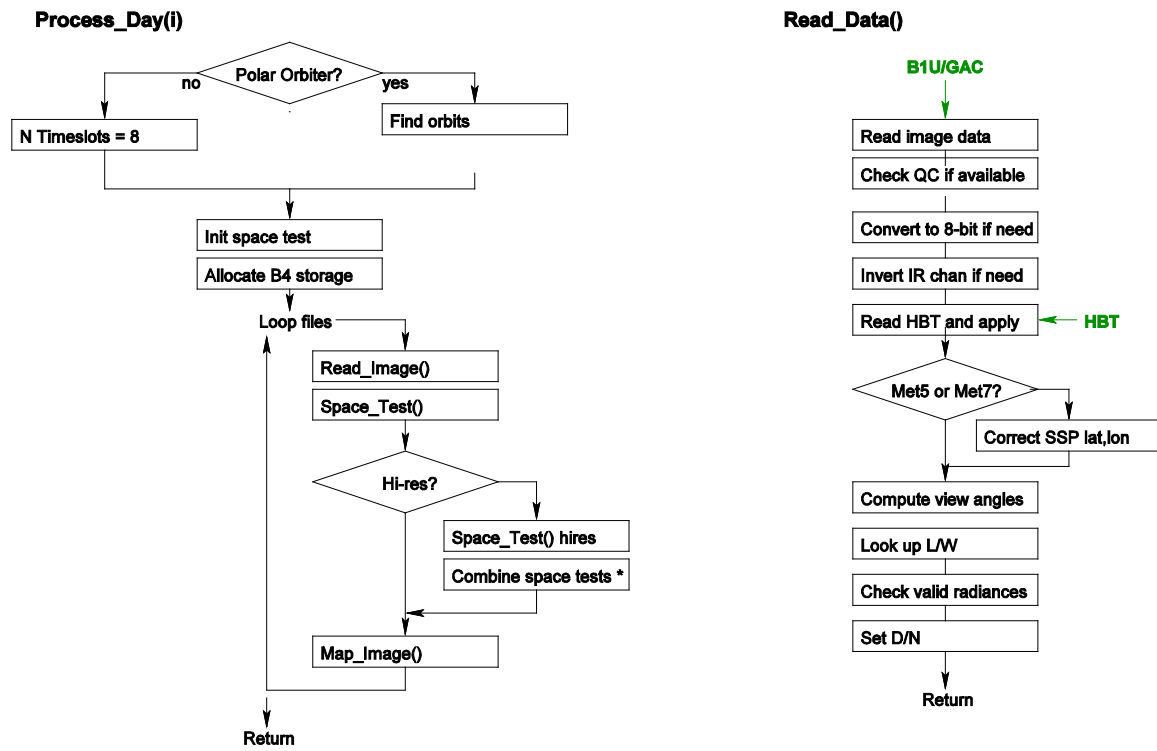 Process_Day(i)
Polar Orbiter?
no
yes
N Timeslots = 8
Find orbits
Init space test
Allocate B4 storage
Loop files
Read_Image()
Space_Test()
Hi-res?
Space_Test() hires
Combine space tests *
Map_Image()
Return
Read_Data()
B1U/GAC
Read image data
Check QC if available
Convert to 8-bit if need
Invert IR chan if need
Read HBT and apply
HBT
Met5 or Met7?
Correct SSP lat,lon
Compute view angles
Look up L/W
Check valid radiances
Set D/N
Return